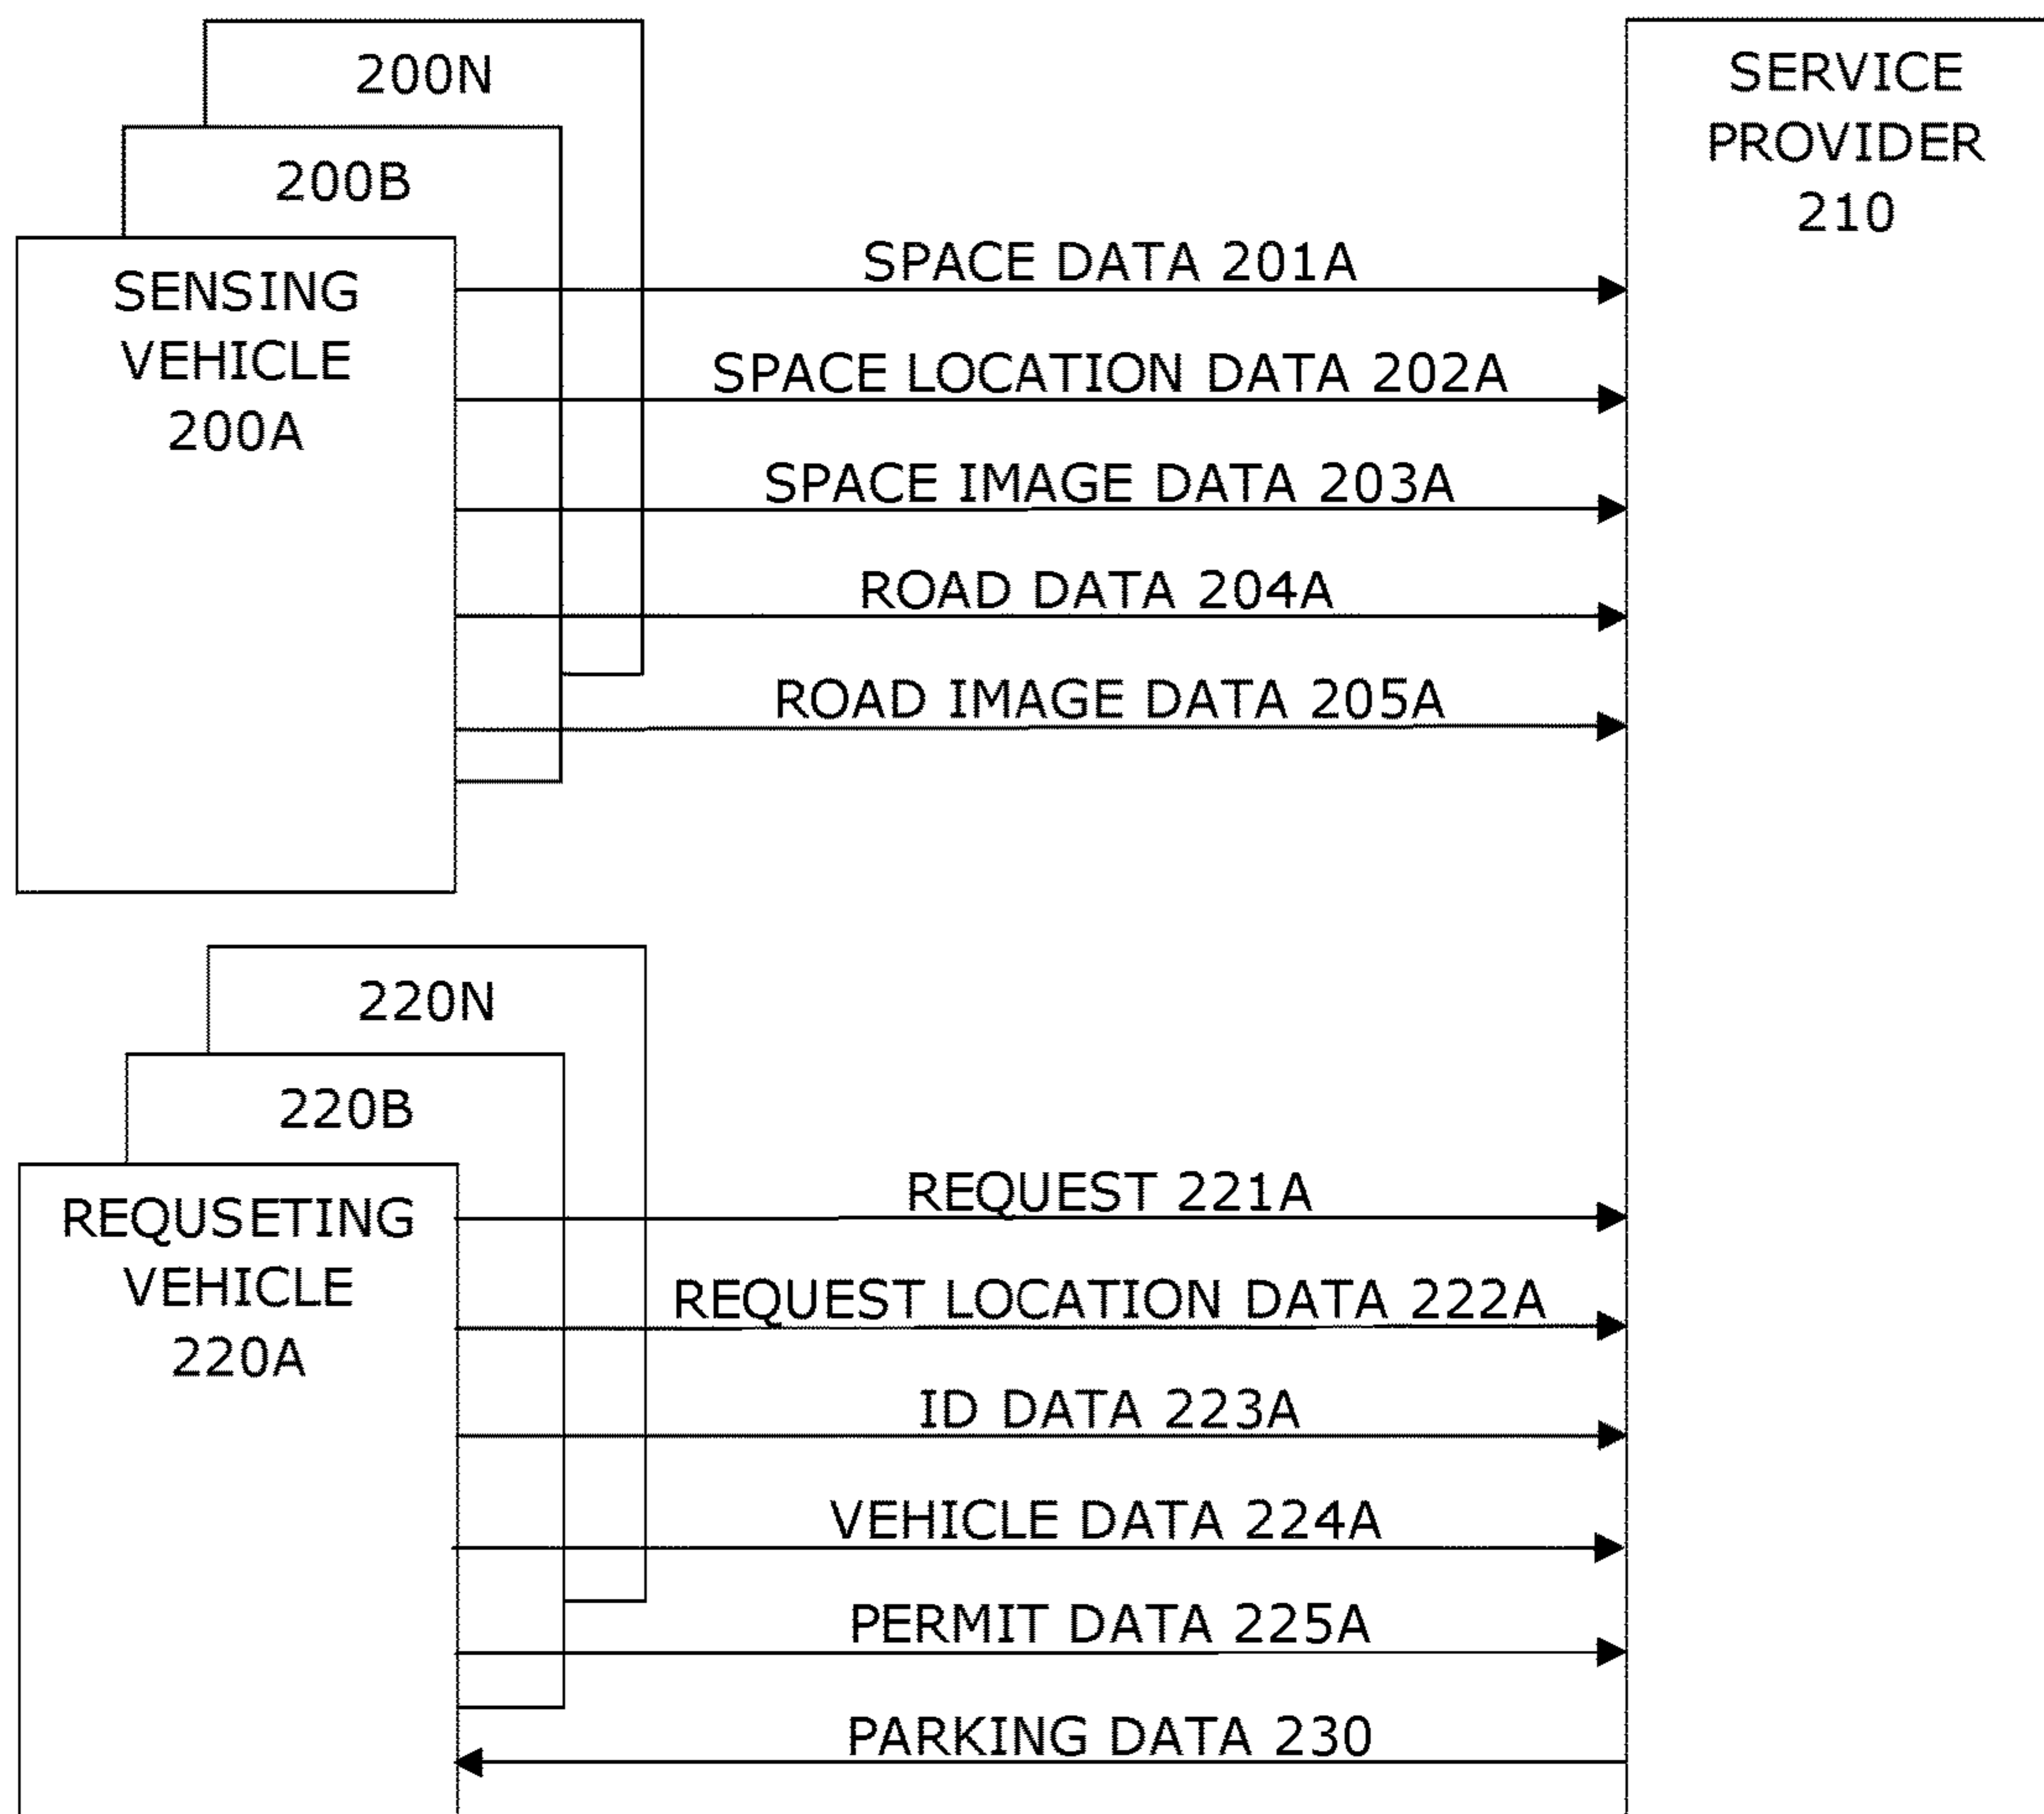 200N
200B
SENSING
VEHICLE
200A
SERVICE
PROVIDER
210
SPACE DATA 201A
SPACE LOCATION DATA 202A
SPACE IMAGE DATA 203A
ROAD DATA 204A
ROAD IMAGE DATA 205A
220N
220B
REQUSETING
VEHICLE
220A
REQUEST 221A
REQUEST LOCATION DATA 222A
ID DATA 223A
VEHICLE DATA 224A
PERMIT DATA 225A
PARKING DATA 230